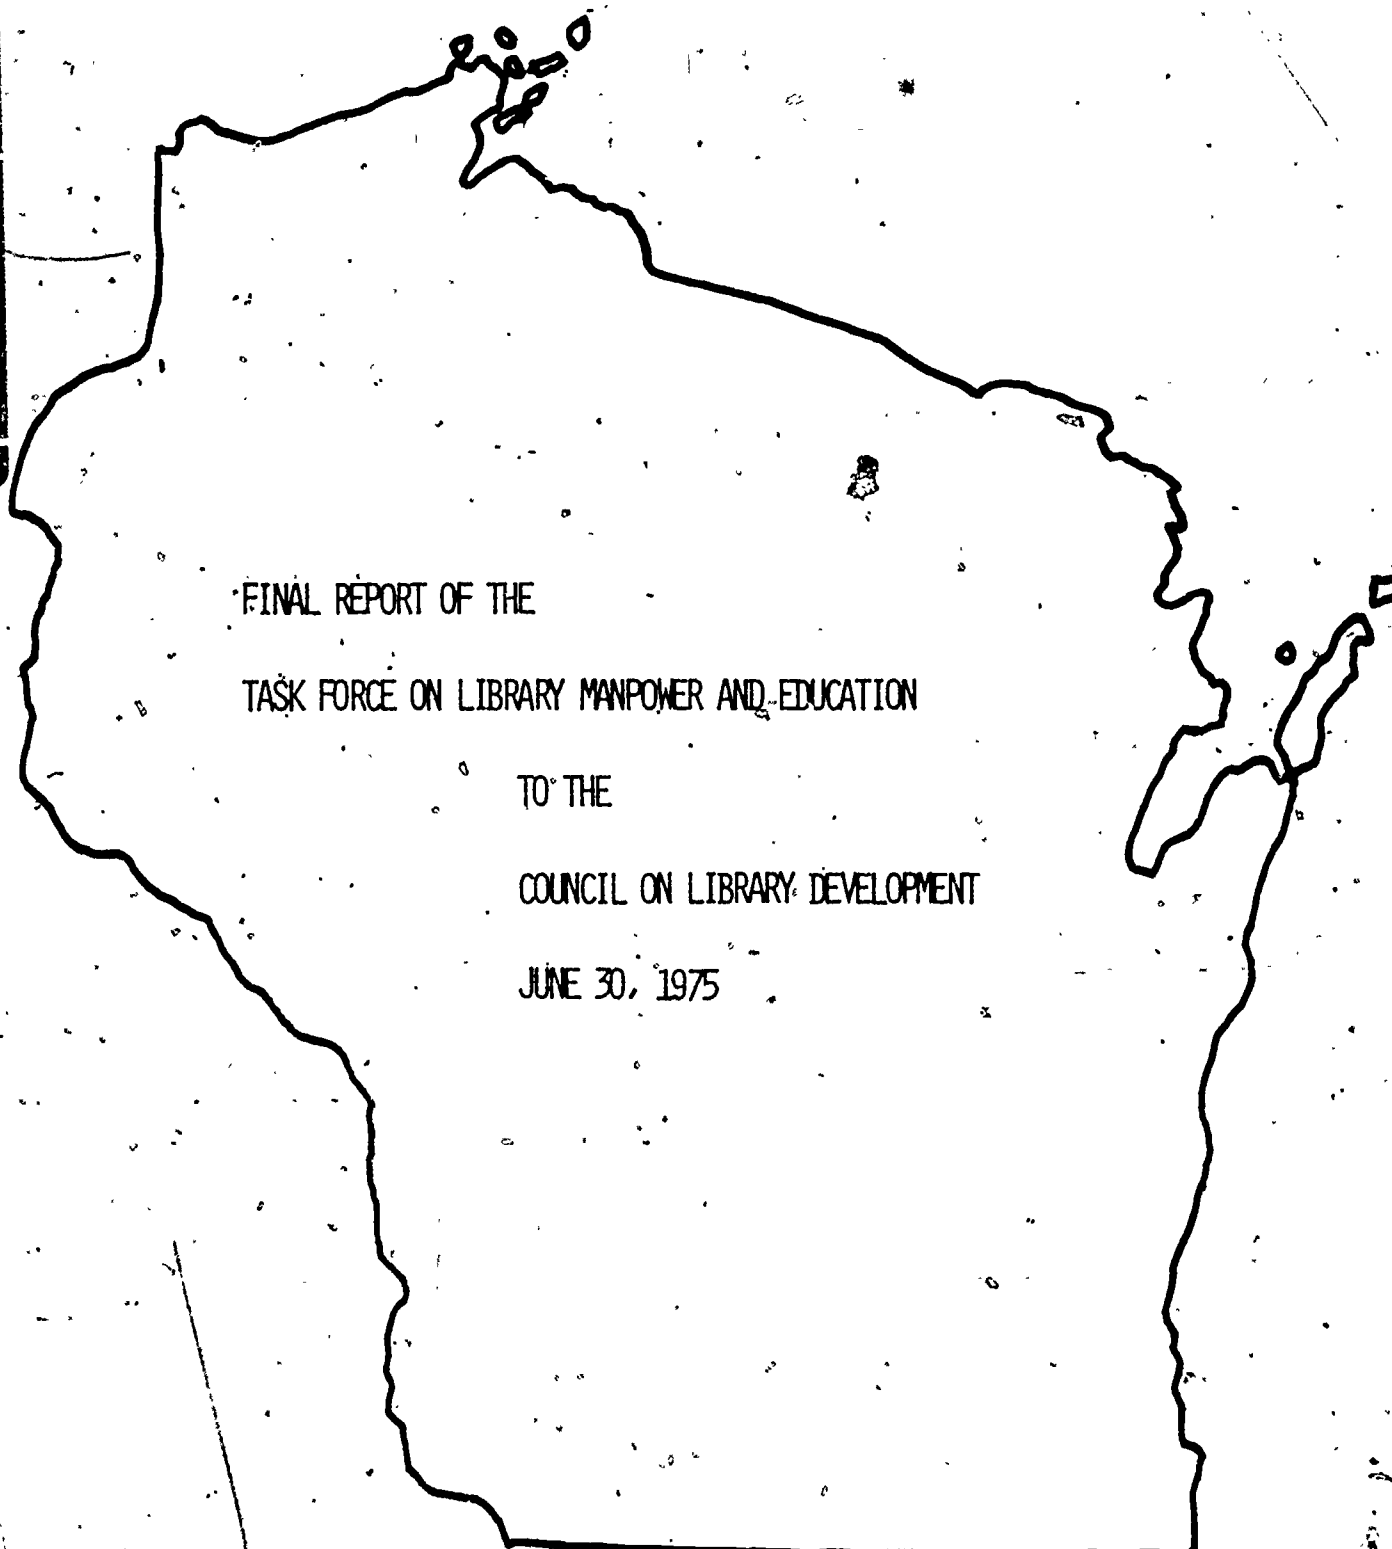 FINAL REPORT OF THE
TASK FORCE ON LIBRARY MANPOWER AND EDUCATION
TO THE
COUNCIL ON LIBRARY DEVELOPMENT
JUNE 30, 1975